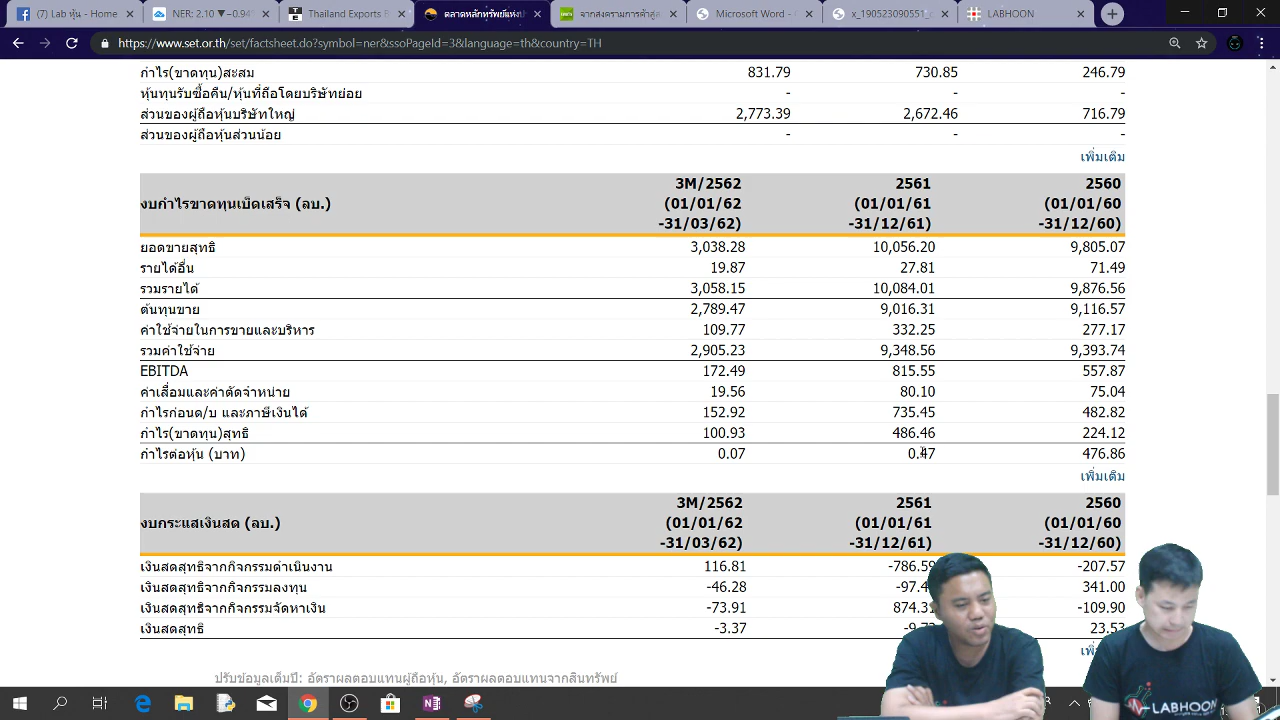 (1) Lab หุ้น - Home
NER: 2.10 ▼ -0.94
Thailand Exports B
ตลาดหลักทรัพย์แห่งป
จากสงครามการค้าสู่ด
Microsoft Word - 
x190523090551_c
LABHOON
https://www.set.or.th/set/factsheet.do?symbol=ner&ssoPageId=3&language=th&country=TH
กำไร(ขาดทุน)สะสม 831.79 730.85 246.79
หุ้นทุนรับซื้อคืน/หุ้นที่ถือโดยบริษัทย่อย - - -
ส่วนของผู้ถือหุ้นบริษัทใหญ่ 2,773.39 2,672.46 716.79
ส่วนของผู้ถือหุ้นส่วนน้อย - - -
เพิ่มเติม
งบกำไรขาดทุนเบ็ดเสร็จ (ลบ.) 3M/2562 (01/01/62 -31/03/62) 2561 (01/01/61 -31/12/61) 2560 (01/01/60 -31/12/60)
ยอดขายสุทธิ 3,038.28 10,056.20 9,805.07
รายได้อื่น 19.87 27.81 71.49
รวมรายได้ 3,058.15 10,084.01 9,876.56
ต้นทุนขาย 2,789.47 9,016.31 9,116.57
ค่าใช้จ่ายในการขายและบริหาร 109.77 332.25 277.17
รวมค่าใช้จ่าย 2,905.23 9,348.56 9,393.74
EBITDA 172.49 815.55 557.87
ค่าเสื่อมและค่าตัดจำหน่าย 19.56 80.10 75.04
กำไรก่อนด/บ และภาษีเงินได้ 152.92 735.45 482.82
กำไร(ขาดทุน)สุทธิ 100.93 486.46 224.12
กำไรต่อหุ้น (บาท) 0.07 0.47 476.86
เพิ่มเติม
งบกระแสเงินสด (ลบ.) 3M/2562 (01/01/62 -31/03/62) 2561 (01/01/61 -31/12/61) 2560 (01/01/60 -31/12/60)
เงินสดสุทธิจากกิจกรรมดำเนินงาน 116.81 -786.59 -207.57
เงินสดสุทธิจากกิจกรรมลงทุน -46.28 -97.4 341.00
เงินสดสุทธิจากกิจกรรมจัดหาเงิน -73.91 874.31 -109.90
เงินสดสุทธิ -3.37 23.53
ปรับข้อมูลเต็มปี: อัตราผลตอบแทนผู้ถือหุ้น, อัตราผลตอบแทนจากสินทรัพย์
LABHOON